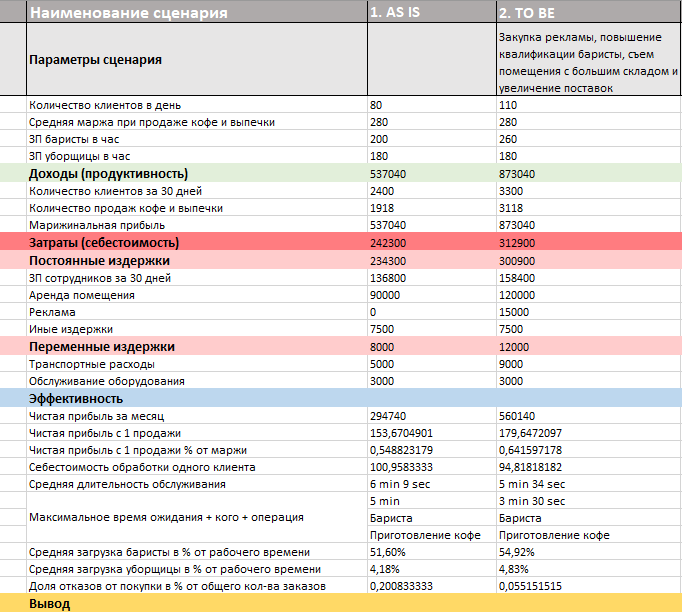 Наименование сценария 1. AS IS 2. TO BE
Параметры сценария
Закупка рекламы, повышение
квалификации баристы, съем
помещения с большим складом и
увеличение поставок
Количество клиентов в день 80 110
Средняя маржа при продаже кофе и выпечки 280 280
ЗП баристы в час 200 260
ЗП уборщицы в час 180 180
Доходы (продуктивность) 537040 873040
Количество клиентов за 30 дней 2400 3300
Количество продаж кофе и выпечки 1918 3118
Марижинальная прибыль 537040 873040
Затраты (себестоимость) 242300 312900
Постоянные издержки 234300 300900
ЗП сотрудников за 30 дней 136800 158400
Аренда помещения 90000 120000
Реклама 0 15000
Иные издержки 7500 7500
Переменные издержки 8000 12000
Транспортные расходы 5000 9000
Обслуживание оборудования 3000 3000
Эффективность
Чистая прибыль за месяц 294740 560140
Чистая прибыль с 1 продажи 153,6704901 179,6472097
Чистая прибыль с 1 продажи % от маржи 0,548823179 0,641597178
Себестоимость обработки одного клиента 100,9583333 94,81818182
Средняя длительность обслуживания 6 min 9 sec 5 min 34 sec
5 min 3 min 30 sec
Максимальное время ожидания + кого + операция Бариста Бариста
Приготовление кофе Приготовление кофе
Средняя загрузка баристы в % от рабочего времени 51,60% 54,92%
Средняя загрузка уборщицы в % от рабочего времени 4,18% 4,83%
Доля отказов от покупки в % от общего кол-ва заказов 0,200833333 0,055151515
Вывод